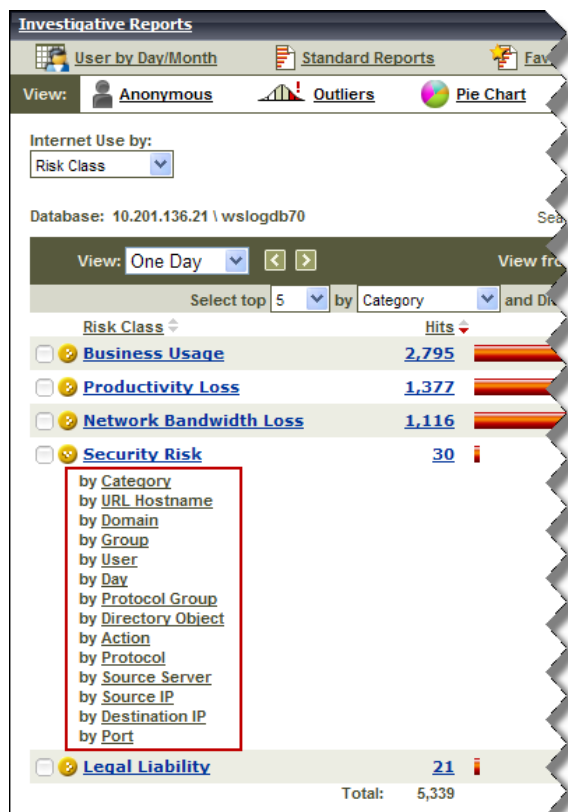 Investigative Reports
User by Day/Month Standard Reports Fav
View: Anonymous Outliers Pie Chart
Internet Use by:
Risk Class
Database: 10.201.136.21 \ wslogdb70 Sea
View: One Day View fro
Select top 5 by Category and Di
Risk Class Hits
Business Usage 2,795
Productivity Loss 1,377
Network Bandwidth Loss 1,116
Security Risk 30
by Category
by URL Hostname
by Domain
by Group
by User
by Day
by Protocol Group
by Directory Object
by Action
by Protocol
by Source Server
by Source IP
by Destination IP
by Port
Legal Liability 21
Total: 5,339